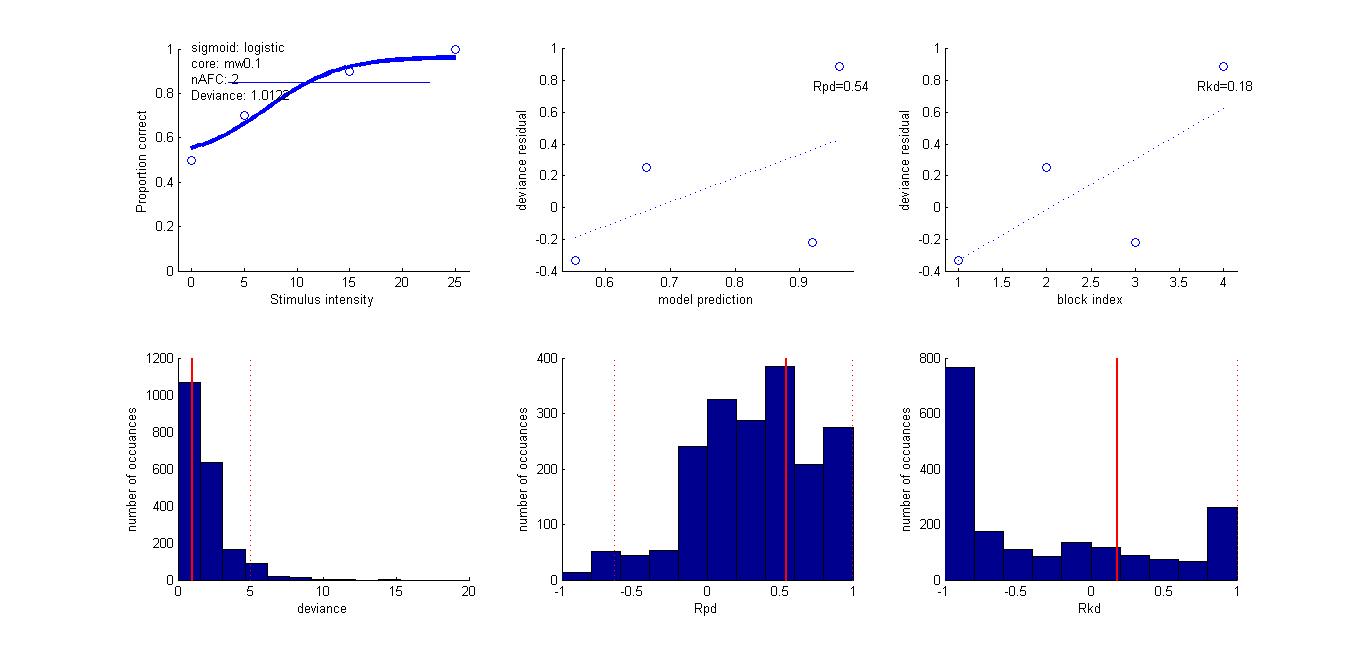 sigmoid: logistic
core: mw0.1
nAFC: 2
Deviance: 1.0122
1
0.8
0.6
0.4
0.2
0
0 5 10 15 20 25
Proportion correct
Stimulus intensity
1
0.8
0.6
0.4
0.2
0
-0.2
-0.4
0.6 0.7 0.8 0.9
Rpd=0.54
deviance residual
model prediction
1
0.8
0.6
0.4
0.2
0
-0.2
-0.4
1 1.5 2 2.5 3 3.5 4
Rkd=0.18
deviance residual
block index
1200
1000
800
600
400
200
0
0 5 10 15 20
number of occuances
deviance
400
300
200
100
0
-1 -0.5 0 0.5 1
number of occuances
Rpd
800
600
400
200
0
-1 -0.5 0 0.5 1
number of occuances
Rkd